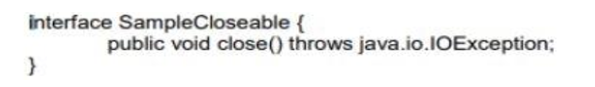 interface SampleCloseable {
public void close() throws java.io.IOException;
}